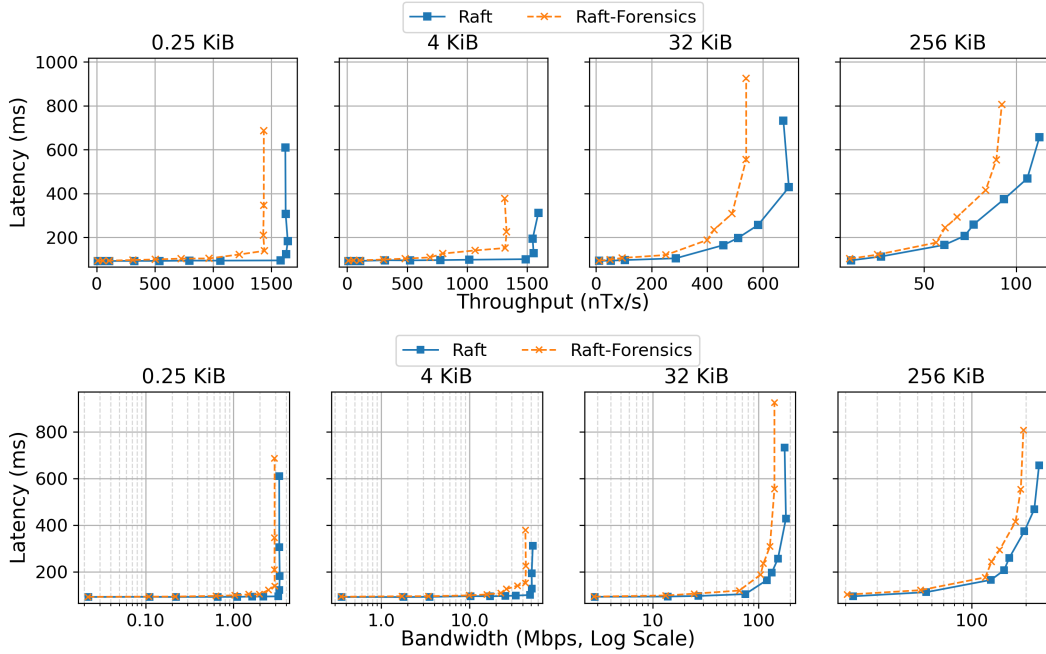 Raft Raft-Forensics
0.25 KiB 4 KiB 32 KiB 256 KiB
1000
800
600
400
200
Latency (ms)
0 500 1000 1500 0 500 1000 1500 0 200 400 600 50 100
Throughput (nTx/s)
Raft Raft-Forensics
0.25 KiB 4 KiB 32 KiB 256 KiB
800
600
400
200
Latency (ms)
0.10 1.00 1.0 10.0 10 100 100
Bandwidth (Mbps, Log Scale)